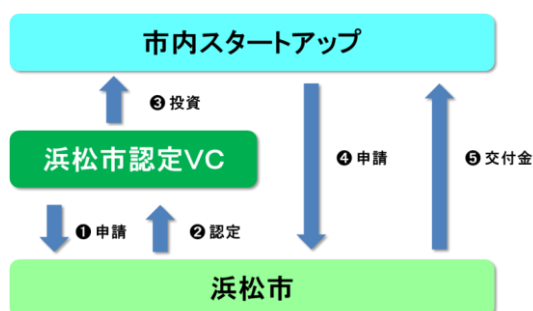 市内スタートアップ
❸投資
浜松市認定VC
❹申請
❺交付金
❶申請
❷認定
浜松市